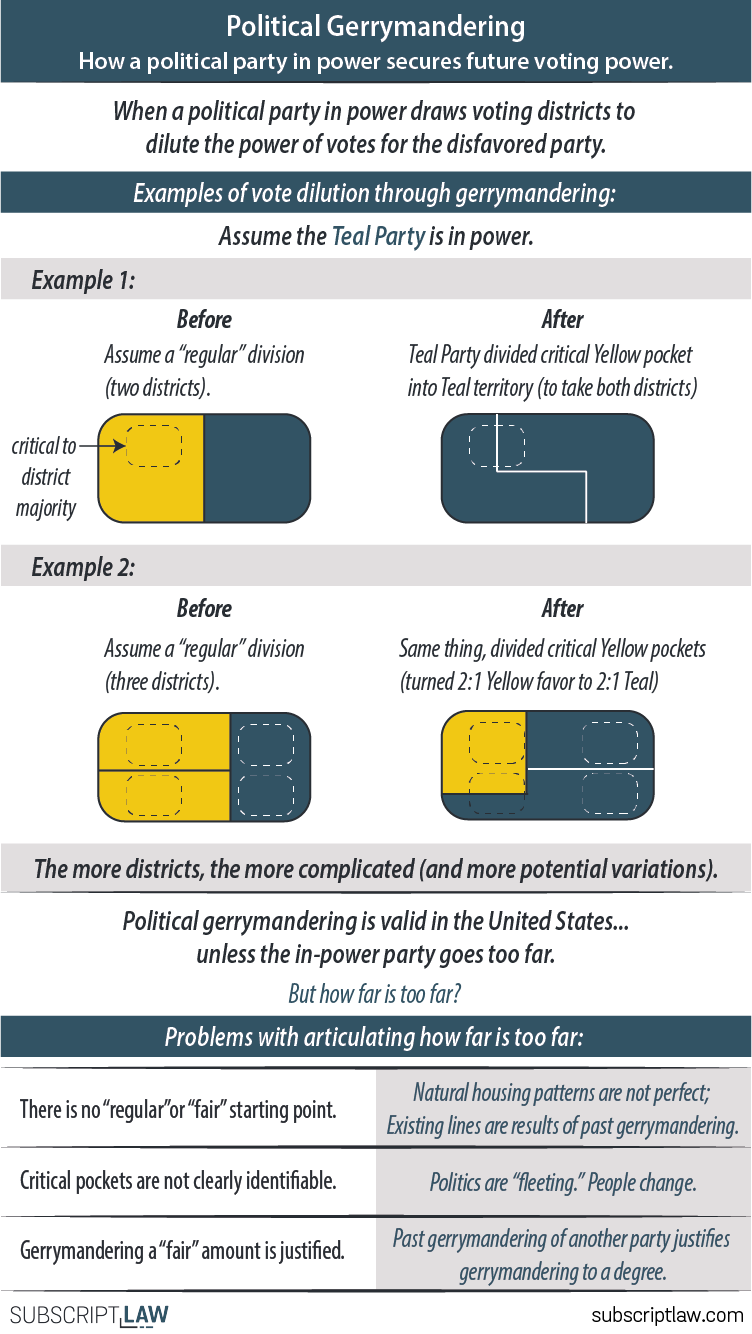 Political Gerrymandering
How a political party in power secures future voting power.
When a political party in power draws voting districts to
dilute the power of votes for the disfavored party.
Examples of vote dilution through gerrymandering:
Assume the Teal Party is in power.
Example 1:
Before
Assume a “regular” division
(two districts).
critical to
district
majority
After
Teal Party divided critical Yellow pocket
into Teal territory (to take both districts)
Example 2:
Before
Assume a “regular” division
(three districts).
After
Same thing, divided critical Yellow pockets
(turned 2:1 Yellow favor to 2:1 Teal)
The more districts, the more complicated (and more potential variations).
Political gerrymandering is valid in the United States...
unless the in-power party goes too far.
But how far is too far?
Problems with articulating how far is too far:
There is no “regular” or “fair” starting point.
Natural housing patterns are not perfect;
Existing lines are results of past gerrymandering.
Critical pockets are not clearly identifiable.
Politics are “fleeting.” People change.
Gerrymandering a “fair” amount is justified.
Past gerrymandering of another party justifies
gerrymandering to a degree.
SUBSCRIPT LAW
subscriptlaw.com